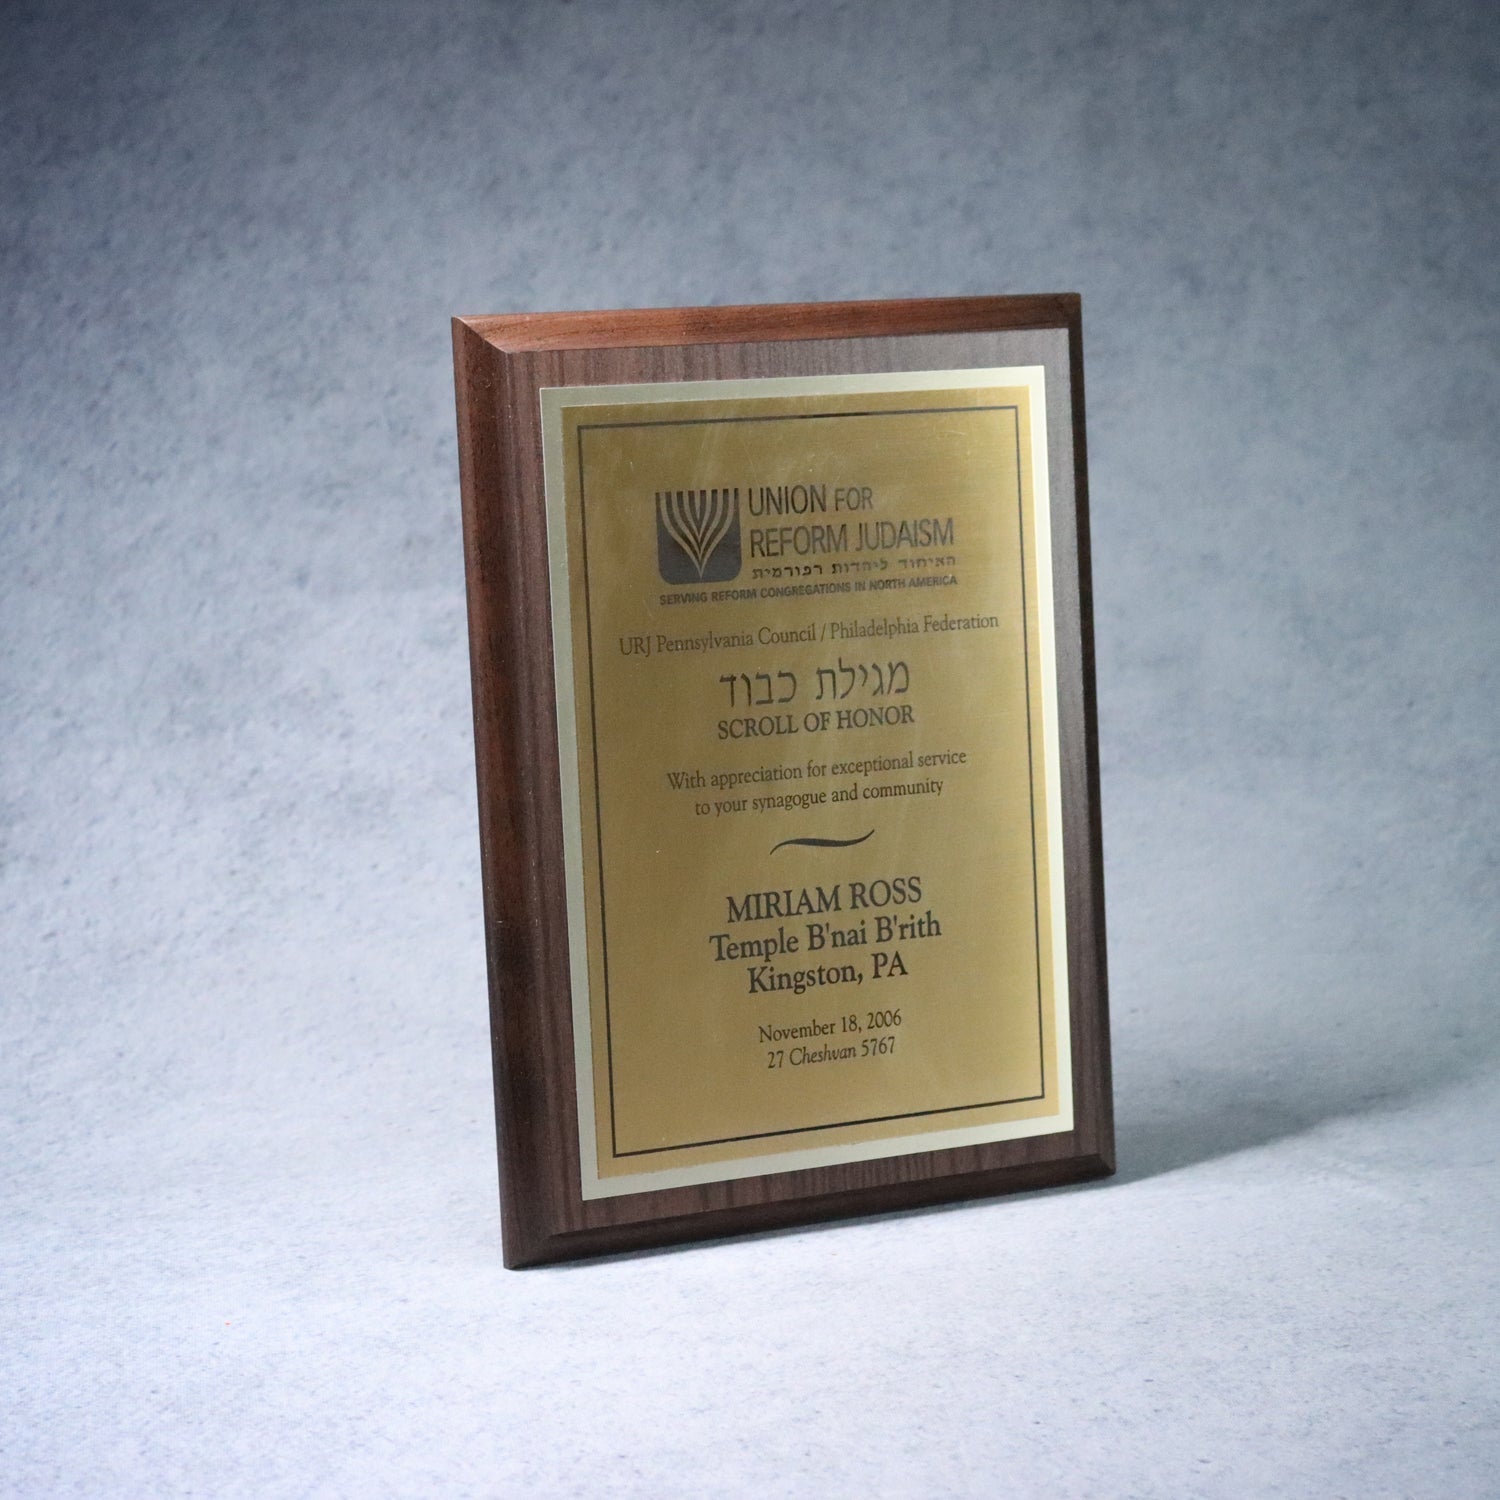 UNION FOR
REFORM JUDAISM
האיחוד ליהדות רפורמית
SERVING REFORM CONGREGATIONS IN NORTH AMERICA
URJ Pennsylvania Council / Philadelphia Federation
מגילת כבוד
SCROLL OF HONOR
With appreciation for exceptional service
to your synagogue and community
MIRIAM ROSS
Temple B'nai B'rith
Kingston, PA
November 18, 2006
27 Cheshvan 5767